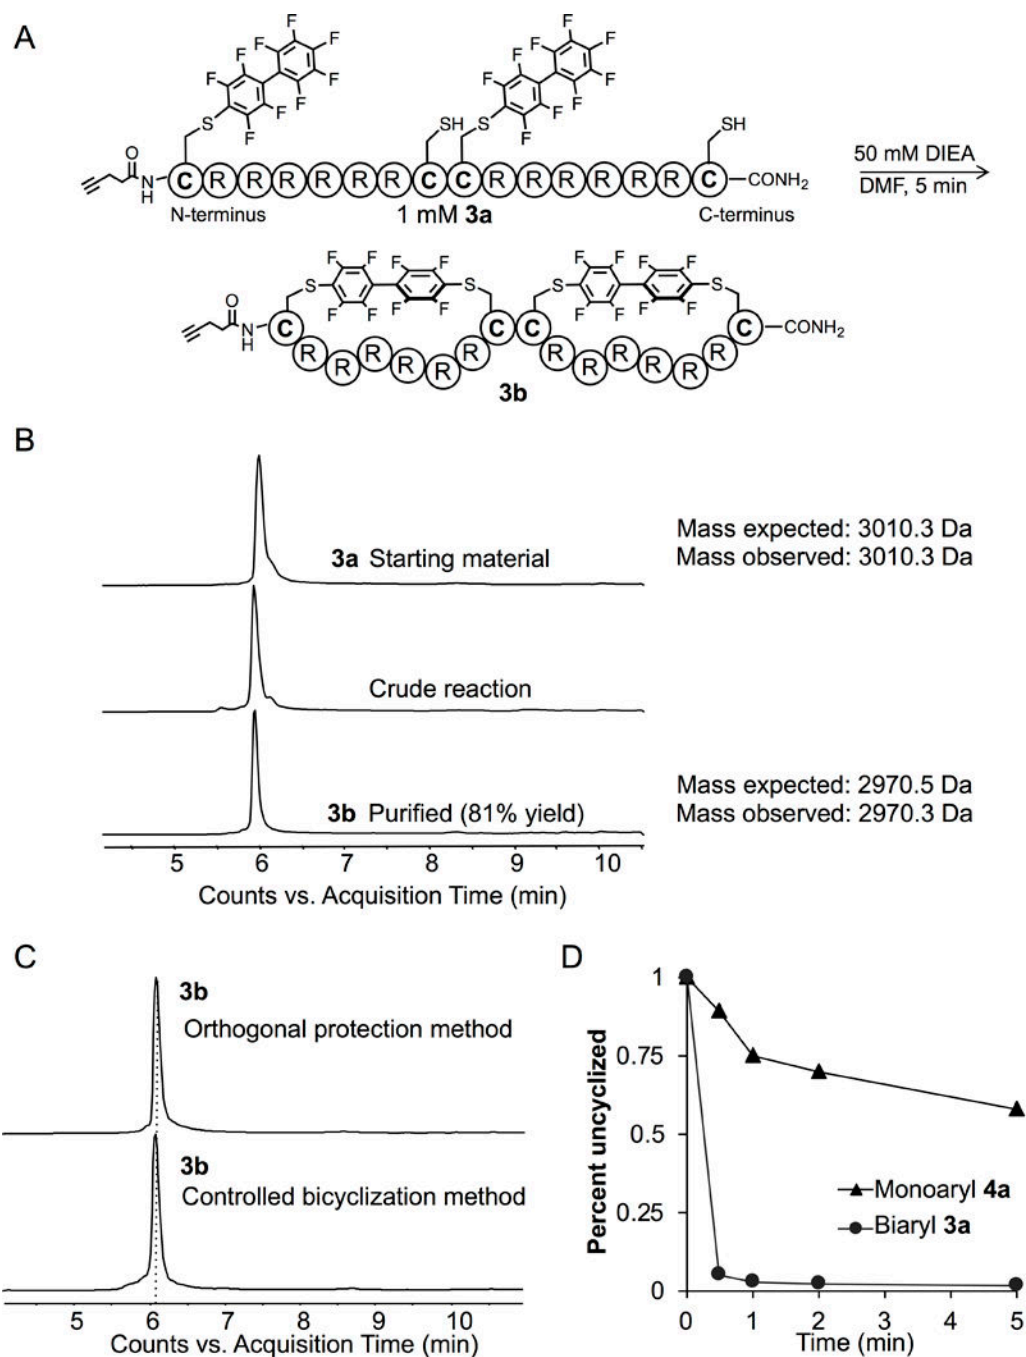 A
F F F F F F F F F S
F F F F F F F F F S
SH
SH
O
N
H
C R R R R R R C C R R R R R R C
CONH₂
N-terminus
1 mM 3a
C-terminus
50 mM DIEA
DMF, 5 min
F F F F
F F F F
S S S S
F F F F
F F F F
O
N
H
C R R R R R R C C R R R R R R C
CONH₂
3b
B
3a Starting material
Mass expected: 3010.3 Da
Mass observed: 3010.3 Da
Crude reaction
3b Purified (81% yield)
Mass expected: 2970.5 Da
Mass observed: 2970.3 Da
5 6 7 8 9 10
Counts vs. Acquisition Time (min)
C
3b
Orthogonal protection method
3b
Controlled bicyclization method
5 6 7 8 9 10
Counts vs. Acquisition Time (min)
D
Percent uncyclized
1
0.75
0.5
0.25
0
Monoaryl 4a
Biaryl 3a
0 1 2 3 4 5
Time (min)